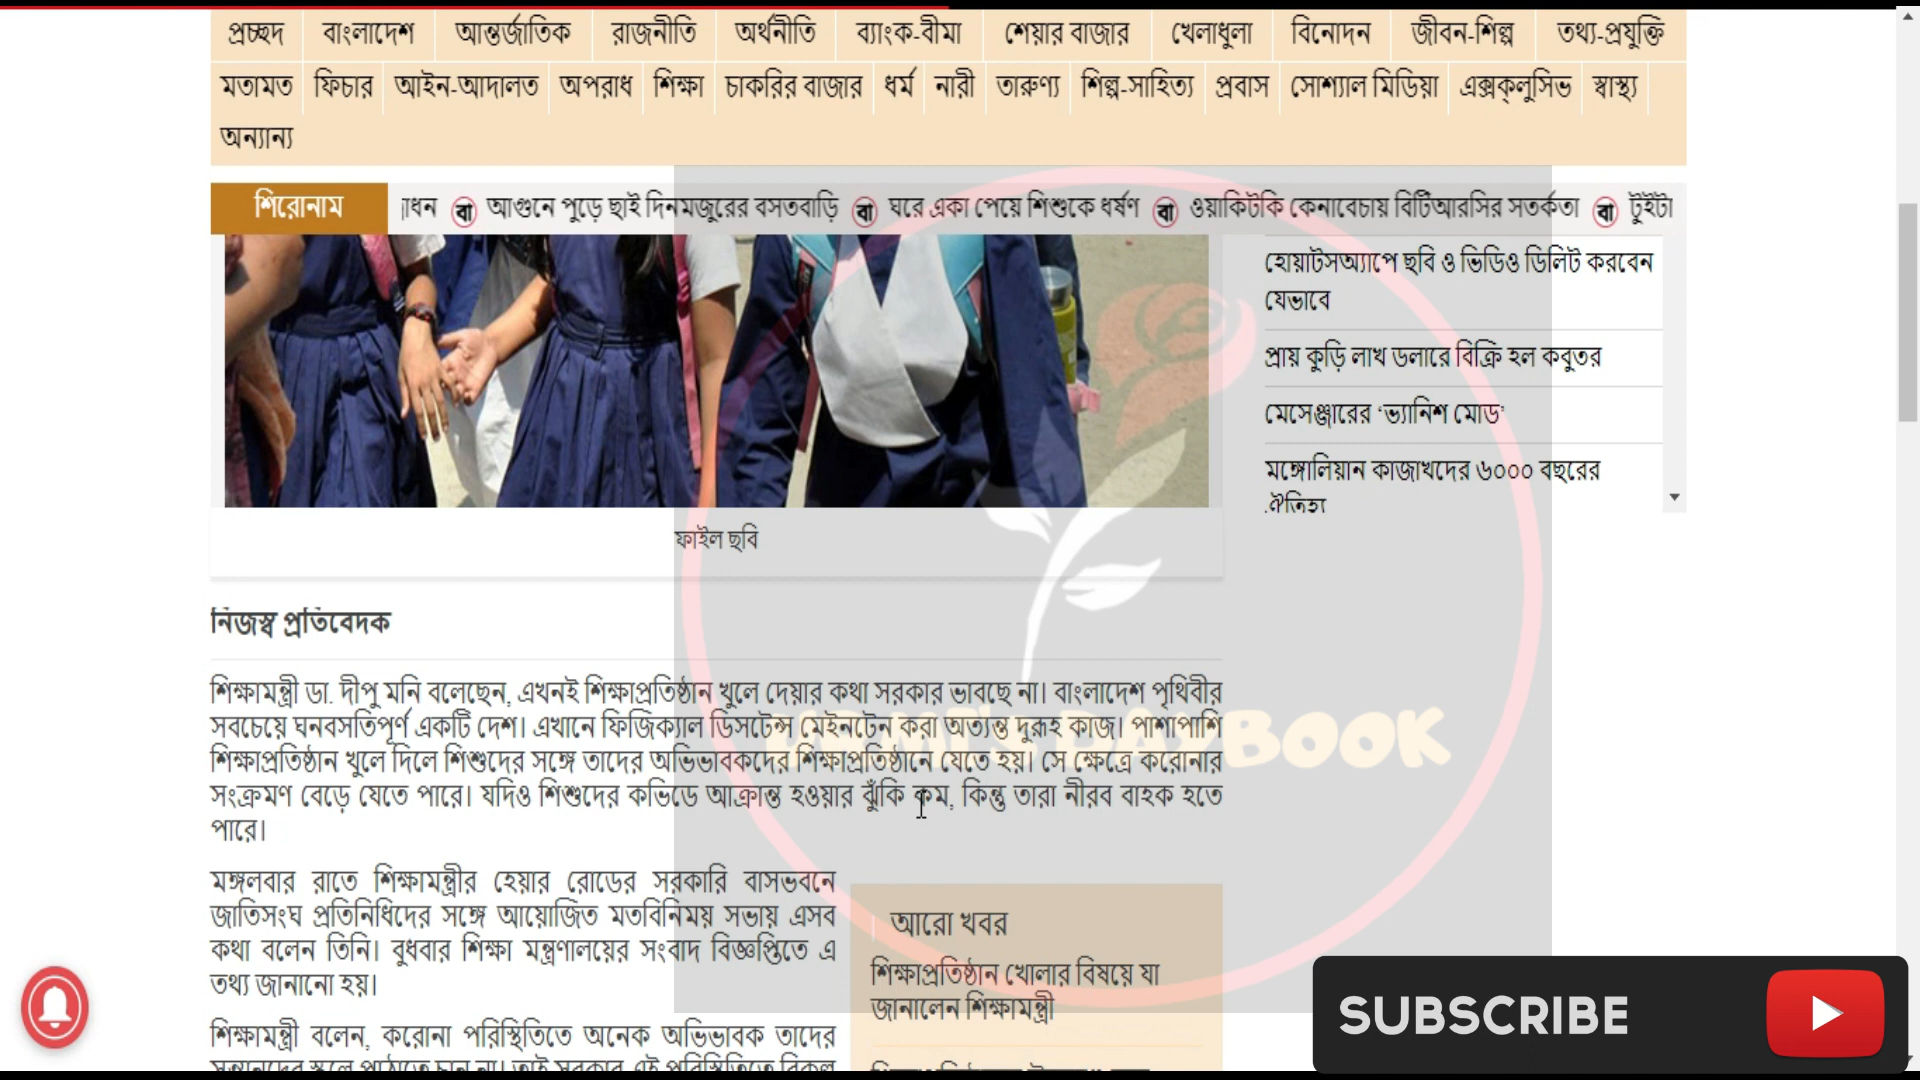 প্রচ্ছদ বাংলাদেশ আন্তর্জাতিক রাজনীতি অর্থনীতি ব্যাংক-বীমা শেয়ার বাজার খেলাধুলা বিনোদন জীবন-শিল্প তথ্য-প্রযুক্তি
মতামত ফিচার আইন-আদালত অপরাধ শিক্ষা চাকরির বাজার ধর্ম নারী তারুণ্য শিল্প-সাহিত্য প্রবাস সোশ্যাল মিডিয়া এক্সক্লুসিভ স্বাস্থ্য
অন্যান্য
শিরোনাম বা আগুনে পুড়ে ছাই দিনমজুরের বসতবাড়ি বা ঘরে একা পেয়ে শিশুকে ধর্ষণ বা ওয়াকিটকি কেনাবেচায় বিটিআরসির সতর্কতা বা
হোয়াটসঅ্যাপে ছবি ও ভিডিও ডিলিট করবেন
যেভাবে
প্রায় কুড়ি লাখ ডলারে বিক্রি হল কবুতর
মেসেঞ্জারের ‘ভ্যানিশ মোড’
মঙ্গোলিয়ান কাজাখদের ৬০০০ বছরের
ঐতিহ্য
ফাইল ছবি
নিজস্ব প্রতিবেদক
শিক্ষামন্ত্রী ডা. দীপু মনি বলেছেন, এখনই শিক্ষাপ্রতিষ্ঠান খুলে দেয়ার কথা সরকার ভাবছে না। বাংলাদেশ পৃথিবীর
সবচেয়ে ঘনবসতিপূর্ণ একটি দেশ। এখানে ফিজিক্যাল ডিসটেন্স মেইনটেন করা অত্যন্ত দুরূহ কাজ। পাশাপাশি
শিক্ষাপ্রতিষ্ঠান খুলে দিলে শিশুদের সঙ্গে তাদের অভিভাবকদের শিক্ষাপ্রতিষ্ঠানে যেতে হয়। সে ক্ষেত্রে করোনার
সংক্রমণ বেড়ে যেতে পারে। যদিও শিশুদের কভিডে আক্রান্ত হওয়ার ঝুঁকি কম, কিন্তু তারা নীরব বাহক হতে
পারে।
মঙ্গলবার রাতে শিক্ষামন্ত্রীর হেয়ার রোডের সরকারি বাসভবনে
জাতিসংঘ প্রতিনিধিদের সঙ্গে আয়োজিত মতবিনিময় সভায় এসব
কথা বলেন তিনি। বুধবার শিক্ষা মন্ত্রণালয়ের সংবাদ বিজ্ঞপ্তিতে এ
তথ্য জানানো হয়।
শিক্ষামন্ত্রী বলেন, করোনা পরিস্থিতিতে অনেক অভিভাবক তাদের
আরো খবর
শিক্ষাপ্রতিষ্ঠান খোলার বিষয়ে যা
জানালেন শিক্ষামন্ত্রী
SUBSCRIBE